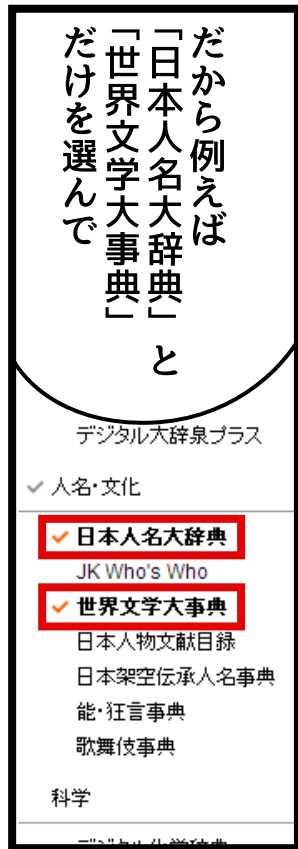 だから例えば
「日本人名大辞典」と
「世界文学大事典」
だけを選んで
デジタル大辞泉プラス
人名・文化
日本人名大辞典
JK Who's Who
世界文学大事典
日本人物文献目録
日本架空伝承人名事典
能・狂言事典
歌舞伎事典
科学